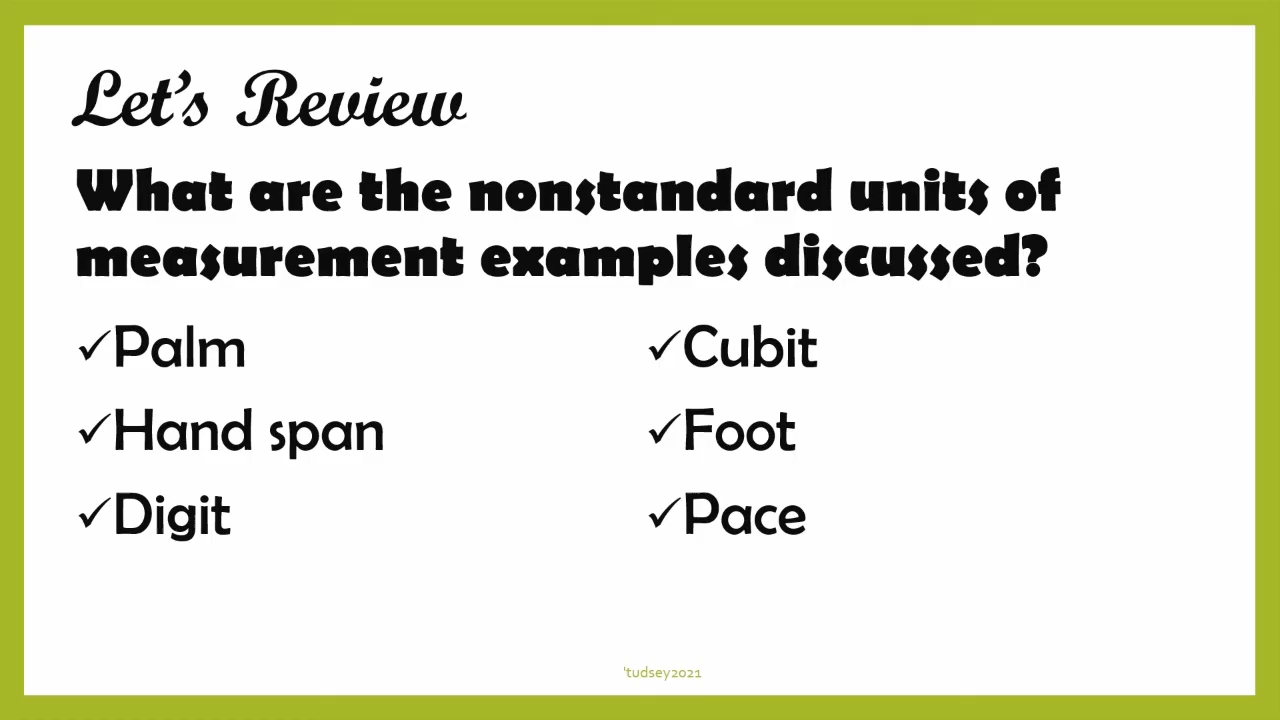 Let's Review
What are the nonstandard units of
measurement examples discussed?
✓Palm
✓Hand span
✓Digit
✓Cubit
✓Foot
✓Pace
'tudsey2021